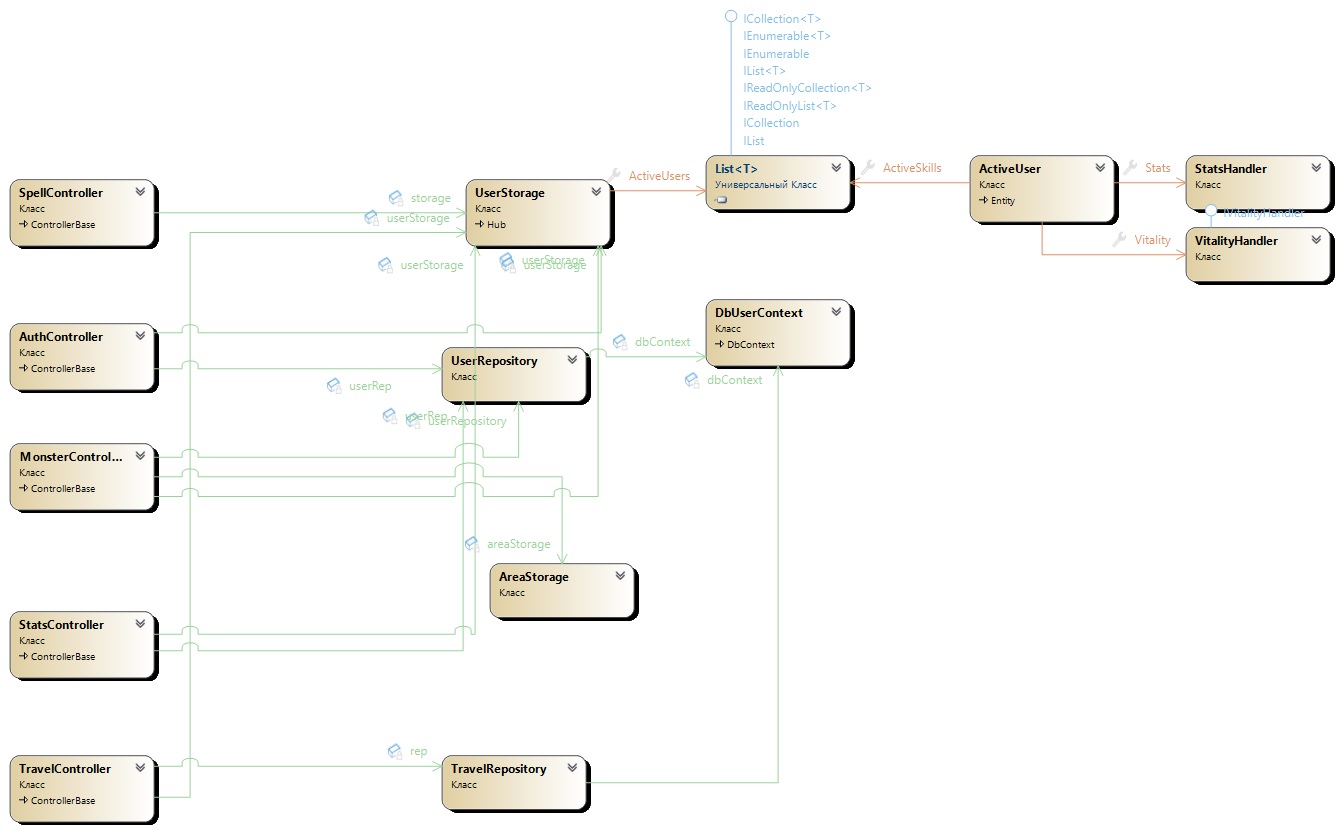 ICollection<T>
IEnumerable<T>
IEnumerable
IList<T>
IReadOnlyCollection<T>
IReadOnlyList<T>
ICollection
IList
SpellController
Класс
ControllerBase
storage
userStorage
userStorage
UserStorage
Класс
Hub
userStorage
userStorage
ActiveUsers
List<T>
Универсальный Класс
ActiveSkills
ActiveUser
Класс
Entity
Stats
StatsHandler
Класс
IVitalityHandler
Vitality
VitalityHandler
Класс
AuthController
Класс
ControllerBase
userRep
UserRepository
Класс
dbContext
DbUserContext
Класс
DbContext
dbContext
userRep
userRepository
MonsterControl...
Класс
ControllerBase
areaStorage
AreaStorage
Класс
StatsController
Класс
ControllerBase
TravelController
Класс
ControllerBase
rep
TravelRepository
Класс